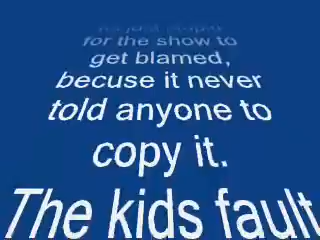 for the show to
get blamed,
becuse it never
told anyone to
copy it.
The kids fault